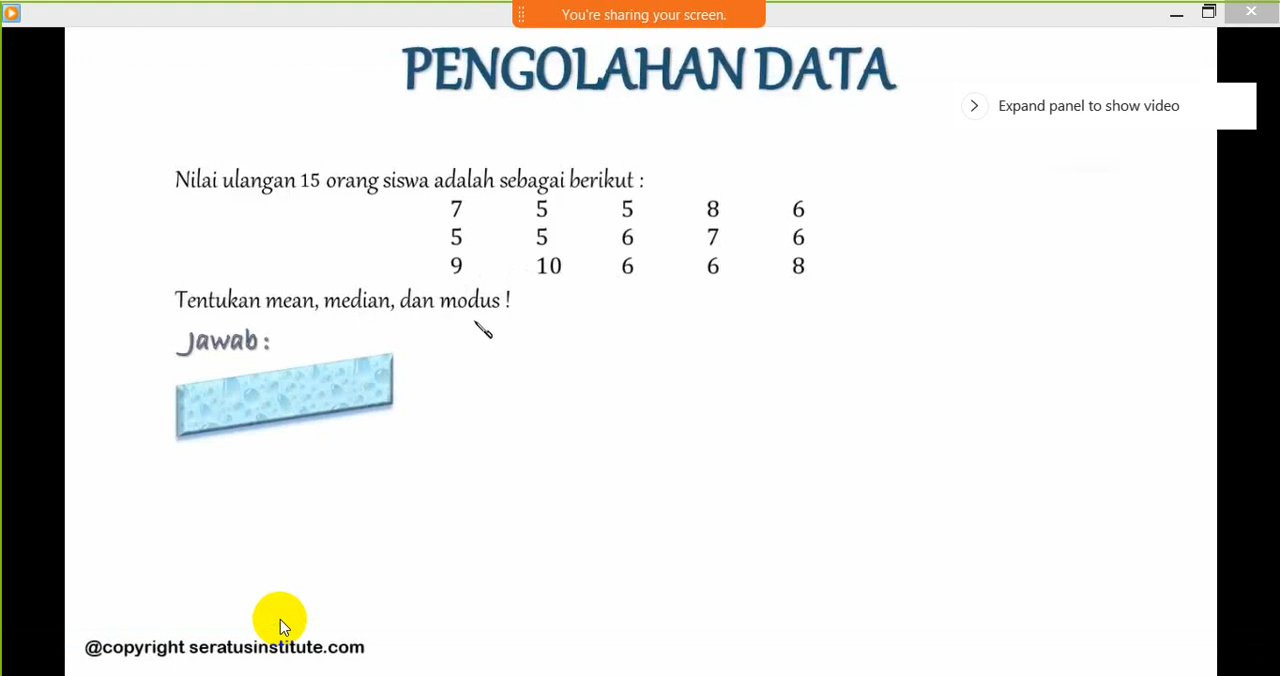 You're sharing your screen.
PENGOLAHAN DATA
Expand panel to show video
Nilai ulangan 15 orang siswa adalah sebagai berikut :
7 5 5 8 6
5 5 6 7 6
9 10 6 6 8
Tentukan mean, median, dan modus !
Jawab :
@copyright seratusinstitute.com